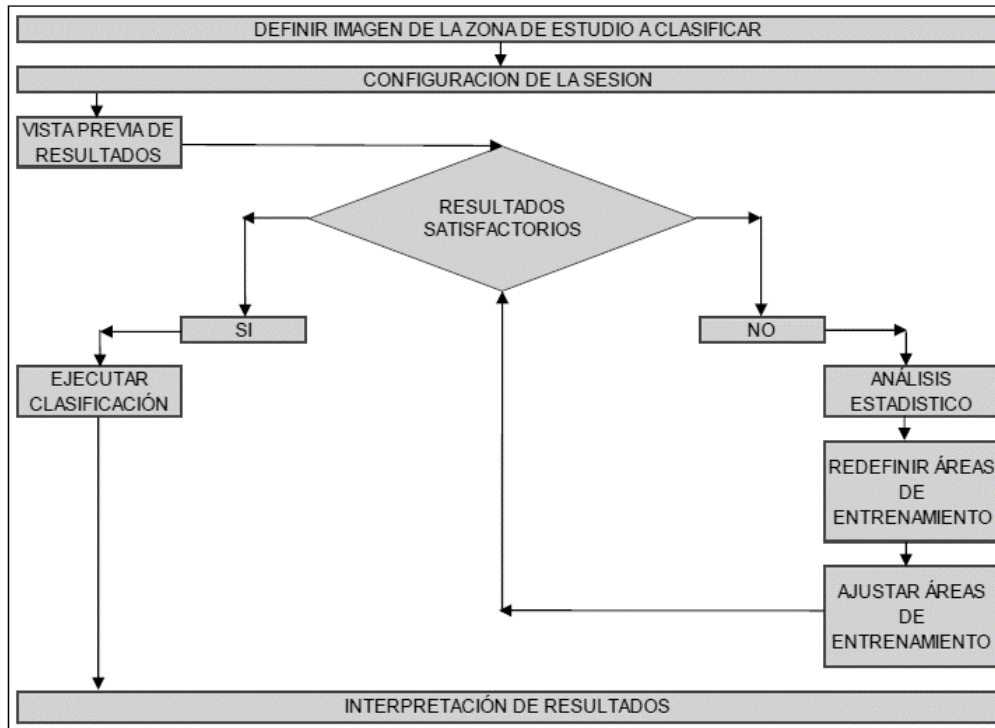 DEFINIR IMAGEN DE LA ZONA DE ESTUDIO A CLASIFICAR
CONFIGURACION DE LA SESION
VISTA PREVIA DE
RESULTADOS
RESULTADOS
SATISFACTORIOS
SI
NO
EJECUTAR
CLASIFICACIÓN
ANÁLISIS
ESTADISTICO
REDEFINIR ÁREAS
DE
ENTRENAMIENTO
AJUSTAR ÁREAS
DE
ENTRENAMIENTO
INTERPRETACIÓN DE RESULTADOS